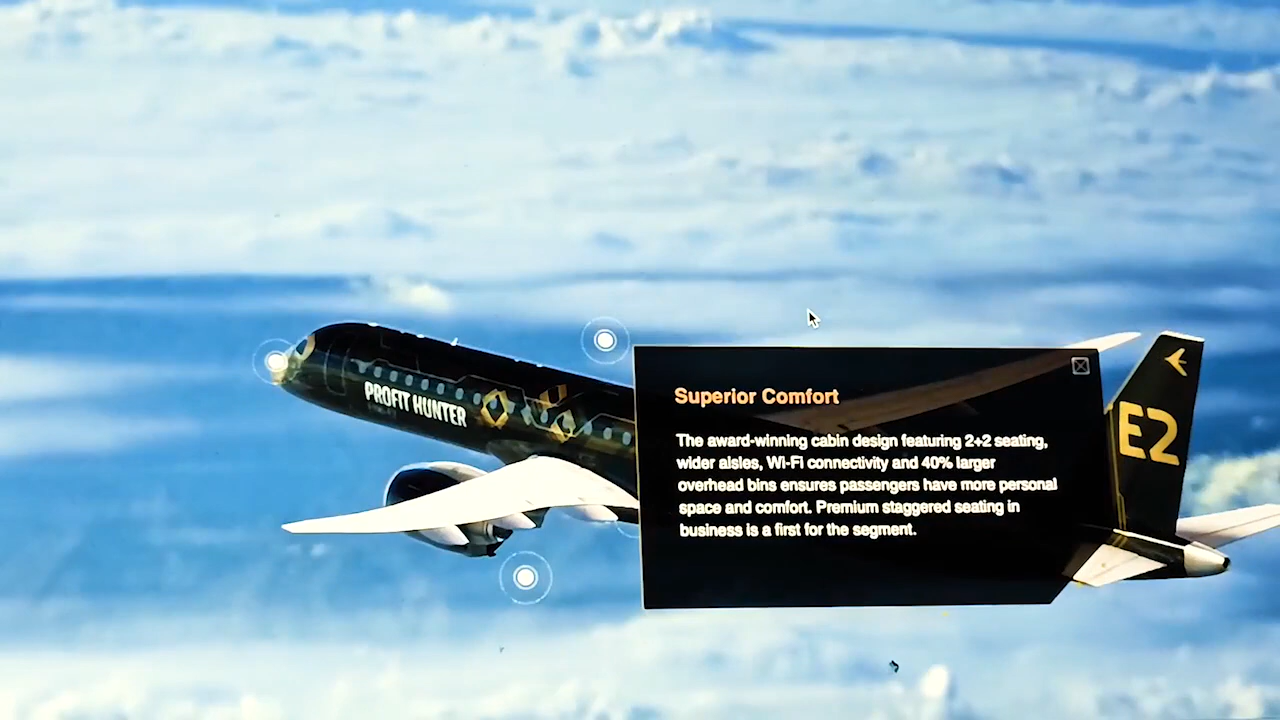 Superior Comfort
The award-winning cabin design featuring 2+2 seating,
wider aisles, Wi-Fi connectivity and 40% larger
overhead bins ensures passengers have more personal
space and comfort. Premium staggered seating in
business is a first for the segment.
PROFIT HUNTER
E2